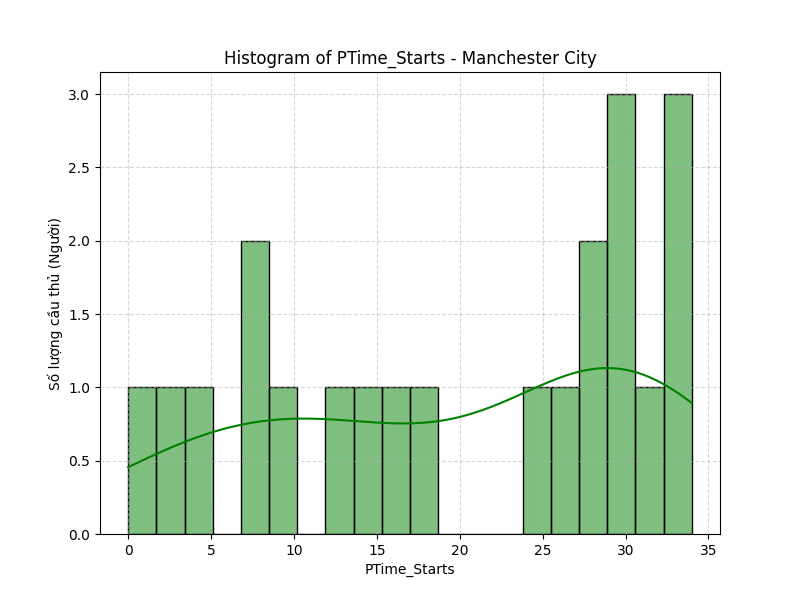 Histogram of PTime_Starts - Manchester City
Số lượng cầu thủ (Người)
3.0
2.5
2.0
1.5
1.0
0.5
0.0
0 5 10 15 20 25 30 35
PTime_Starts